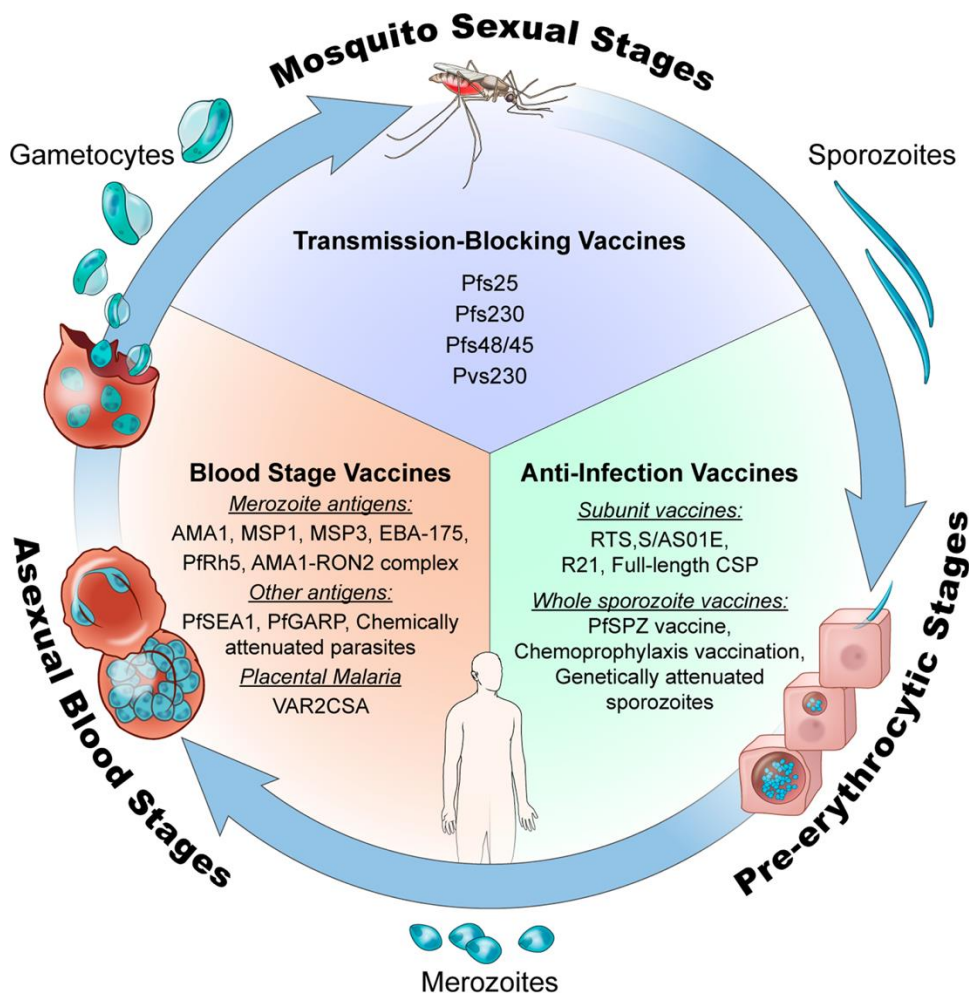 Mosquito Sexual Stages
Gametocytes
Sporozoites
Transmission-Blocking Vaccines
Pfs25
Pfs230
Pfs48/45
Pvs230
Blood Stage Vaccines
Merozoite antigens:
AMA1, MSP1, MSP3, EBA-175,
PfRh5, AMA1-RON2 complex
Other antigens:
PfSEA1, PfGARP, Chemically
attenuated parasites
Placental Malaria
VAR2CSA
Anti-Infection Vaccines
Subunit vaccines:
RTS,S/AS01E,
R21, Full-length CSP
Whole sporozoite vaccines:
PfSPZ vaccine,
Chemoprophylaxis vaccination,
Genetically attenuated
sporozoites
Asexual Blood Stages
Pre-erythrocytic Stages
Merozoites